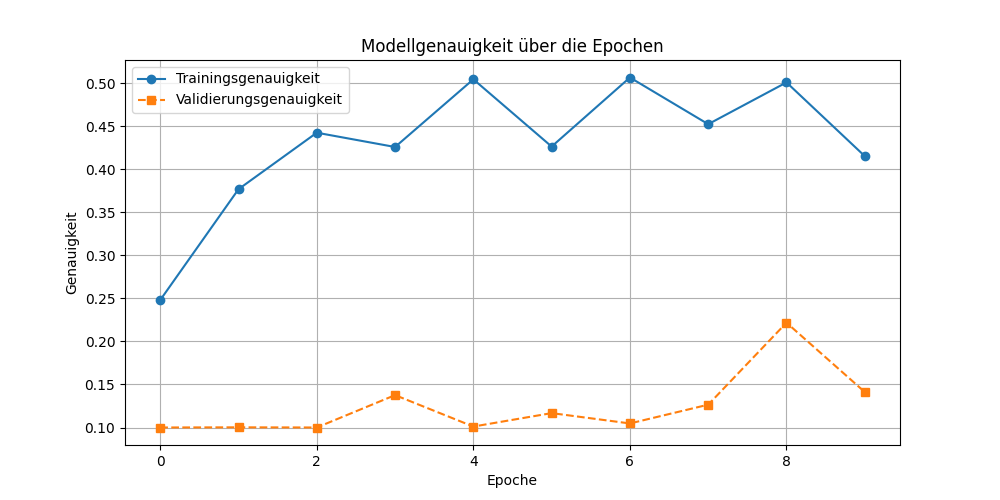 Modellgenauigkeit über die Epochen
Trainingsgenauigkeit
Validierungsgenauigkeit
Genauigkeit
0.50
0.45
0.40
0.35
0.30
0.25
0.20
0.15
0.10
0 2 4 6 8
Epoche